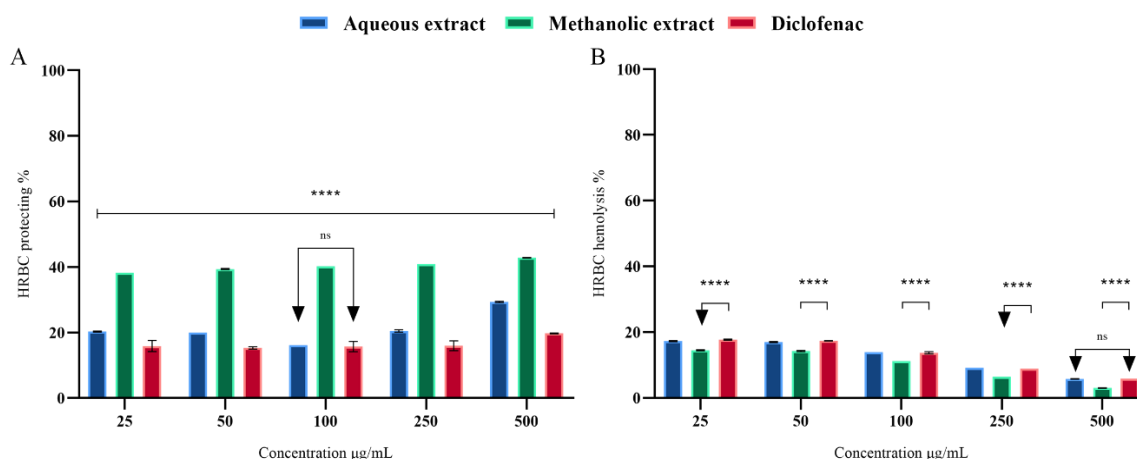 Aqueous extract Methanolic extract Diclofenac
A
HRBC protecting %
100
80
60
40
20
0
****
ns
25 50 100 250 500
Concentration µg/mL
B
HRBC hemolysis %
100
80
60
40
20
0
**** **** **** **** ****
ns
25 50 100 250 500
Concentration µg/mL